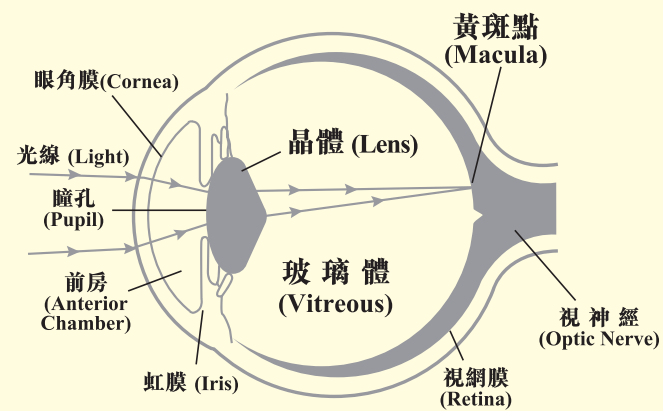 黃斑點
(Macula)
眼角膜(Cornea)
晶體 (Lens)
光線 (Light)
瞳孔
(Pupil)
玻璃體
(Vitreous)
前房
(Anterior
Chamber)
視神經
(Optic Nerve)
虹膜 (Iris)
視網膜
(Retina)